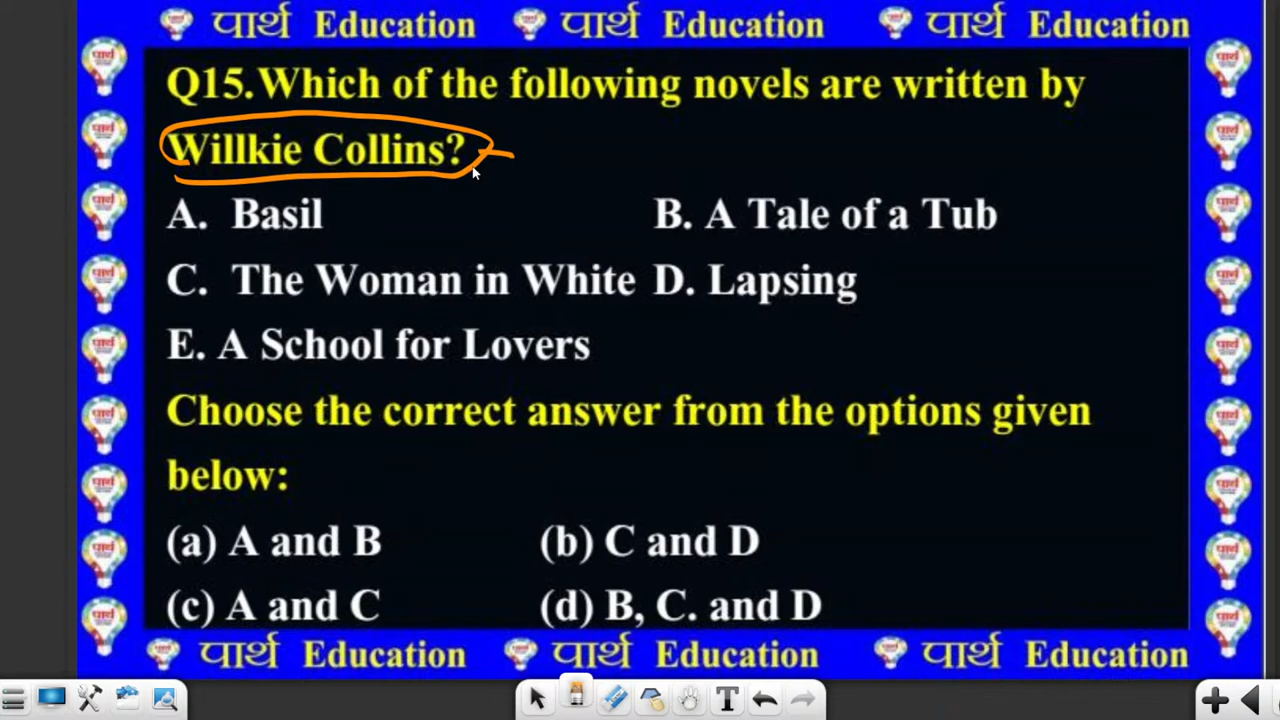 पार्थ Education पार्थ Education पार्थ Education
Q15.Which of the following novels are written by
Willkie Collins?
A. Basil B. A Tale of a Tub
C. The Woman in White D. Lapsing
E. A School for Lovers
Choose the correct answer from the options given
below:
(a) A and B (b) C and D
(c) A and C (d) B, C. and D
पार्थ Education पार्थ Education पार्थ Education